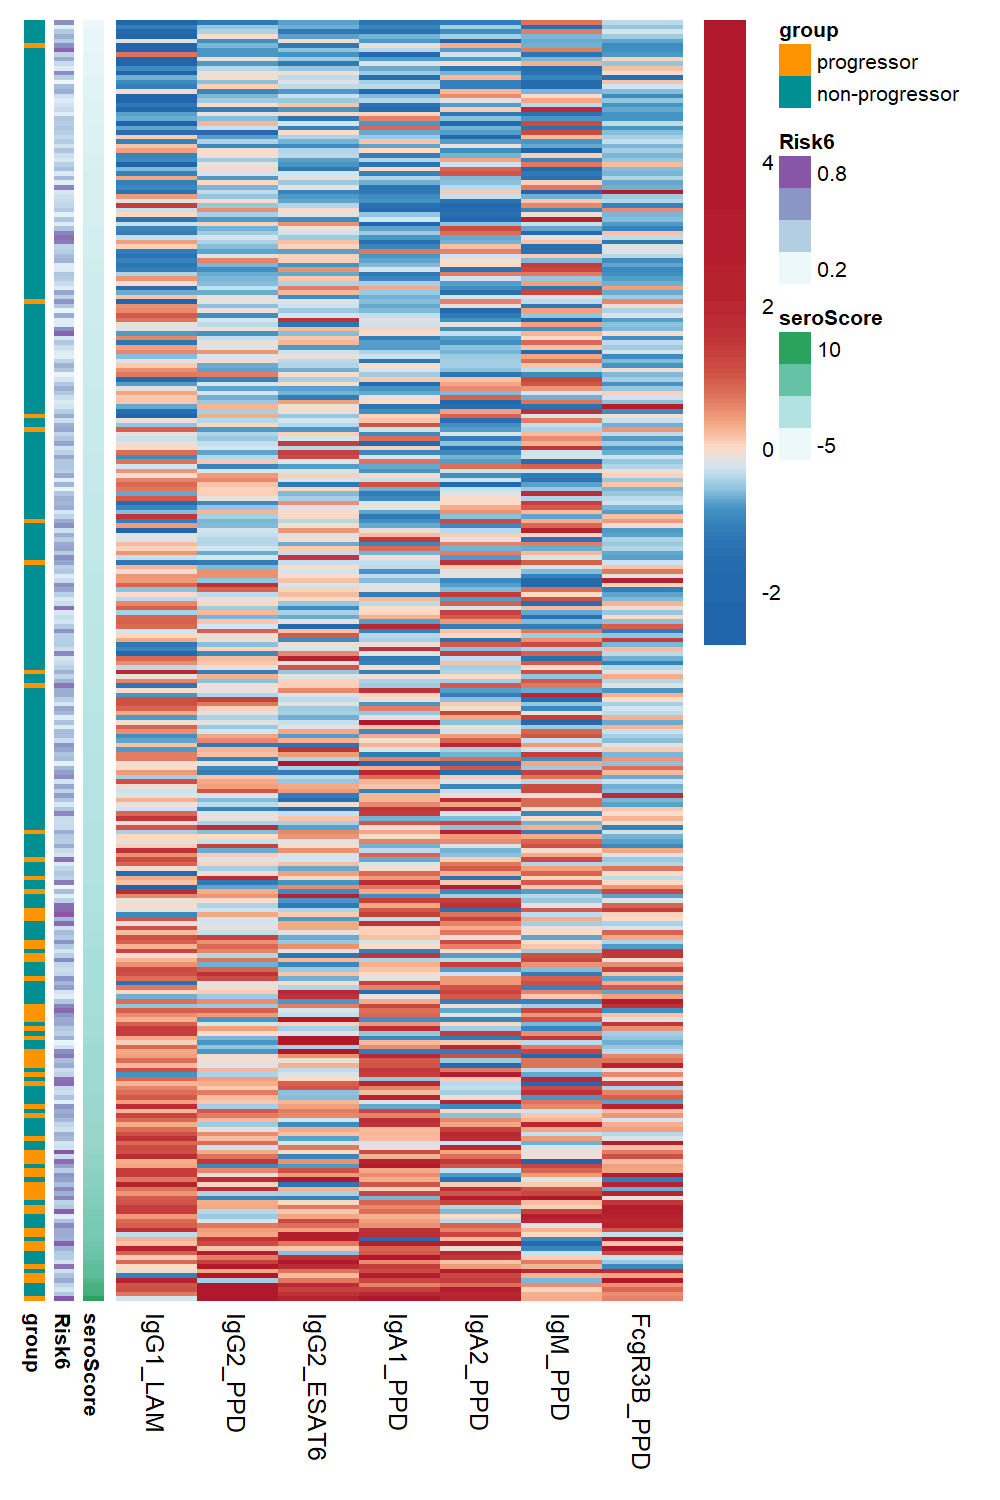 group
progressor
non-progressor
Risk6
0.8
0.2
seroScore
10
-5
4
2
0
-2
group
Risk6
seroScore
IgG1_LAM
IgG2_PPD
IgG2_ESAT6
IgA1_PPD
IgA2_PPD
IgM_PPD
FcgR3B_PPD